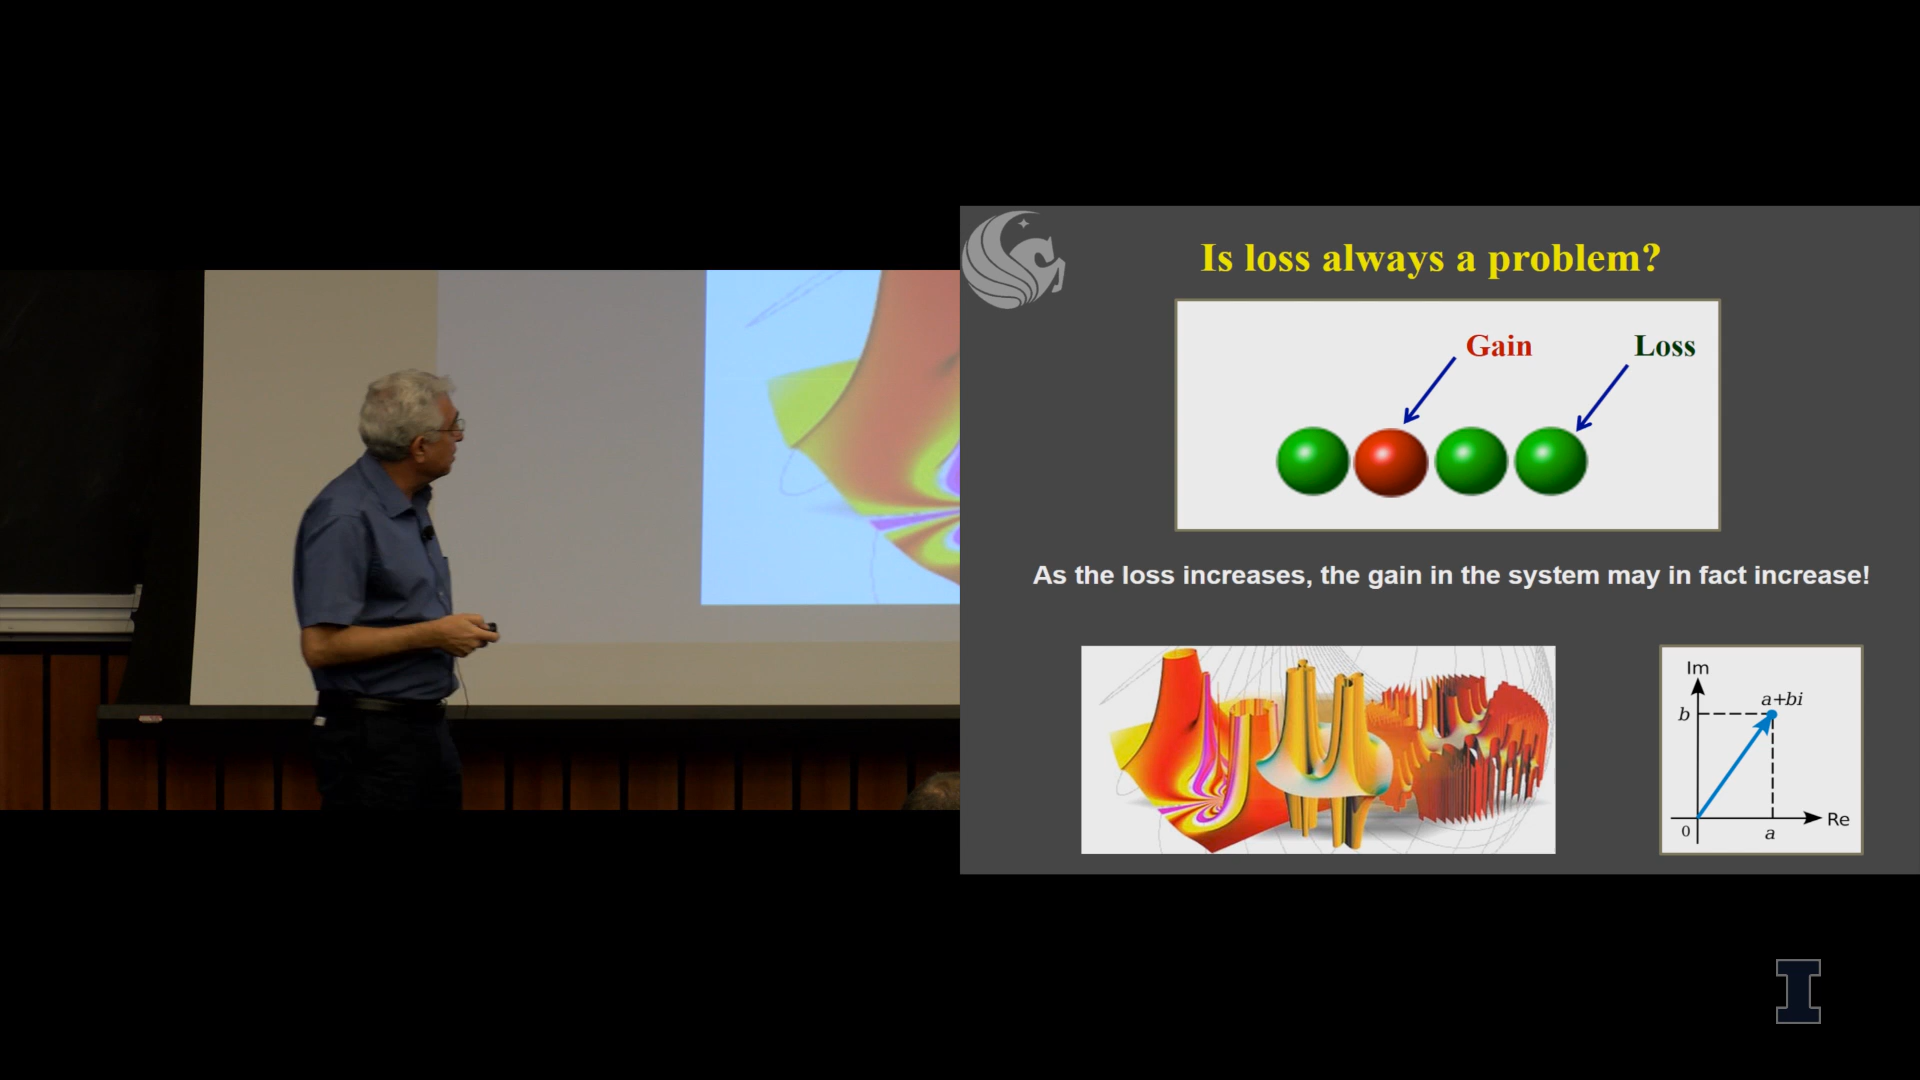 Is loss always a problem?
Gain
Loss
As the loss increases, the gain in the system may in fact increase!
Im
a+bi
b
0
a
Re